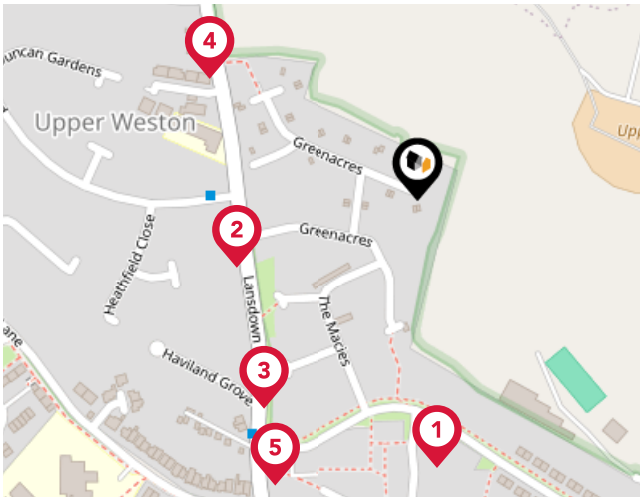 4
Duncan Gardens
Upper Weston
Greenacres
2
Greenacres
Heathfield Close
Lansdown
The Macies
3
Haviland Grove
1
5